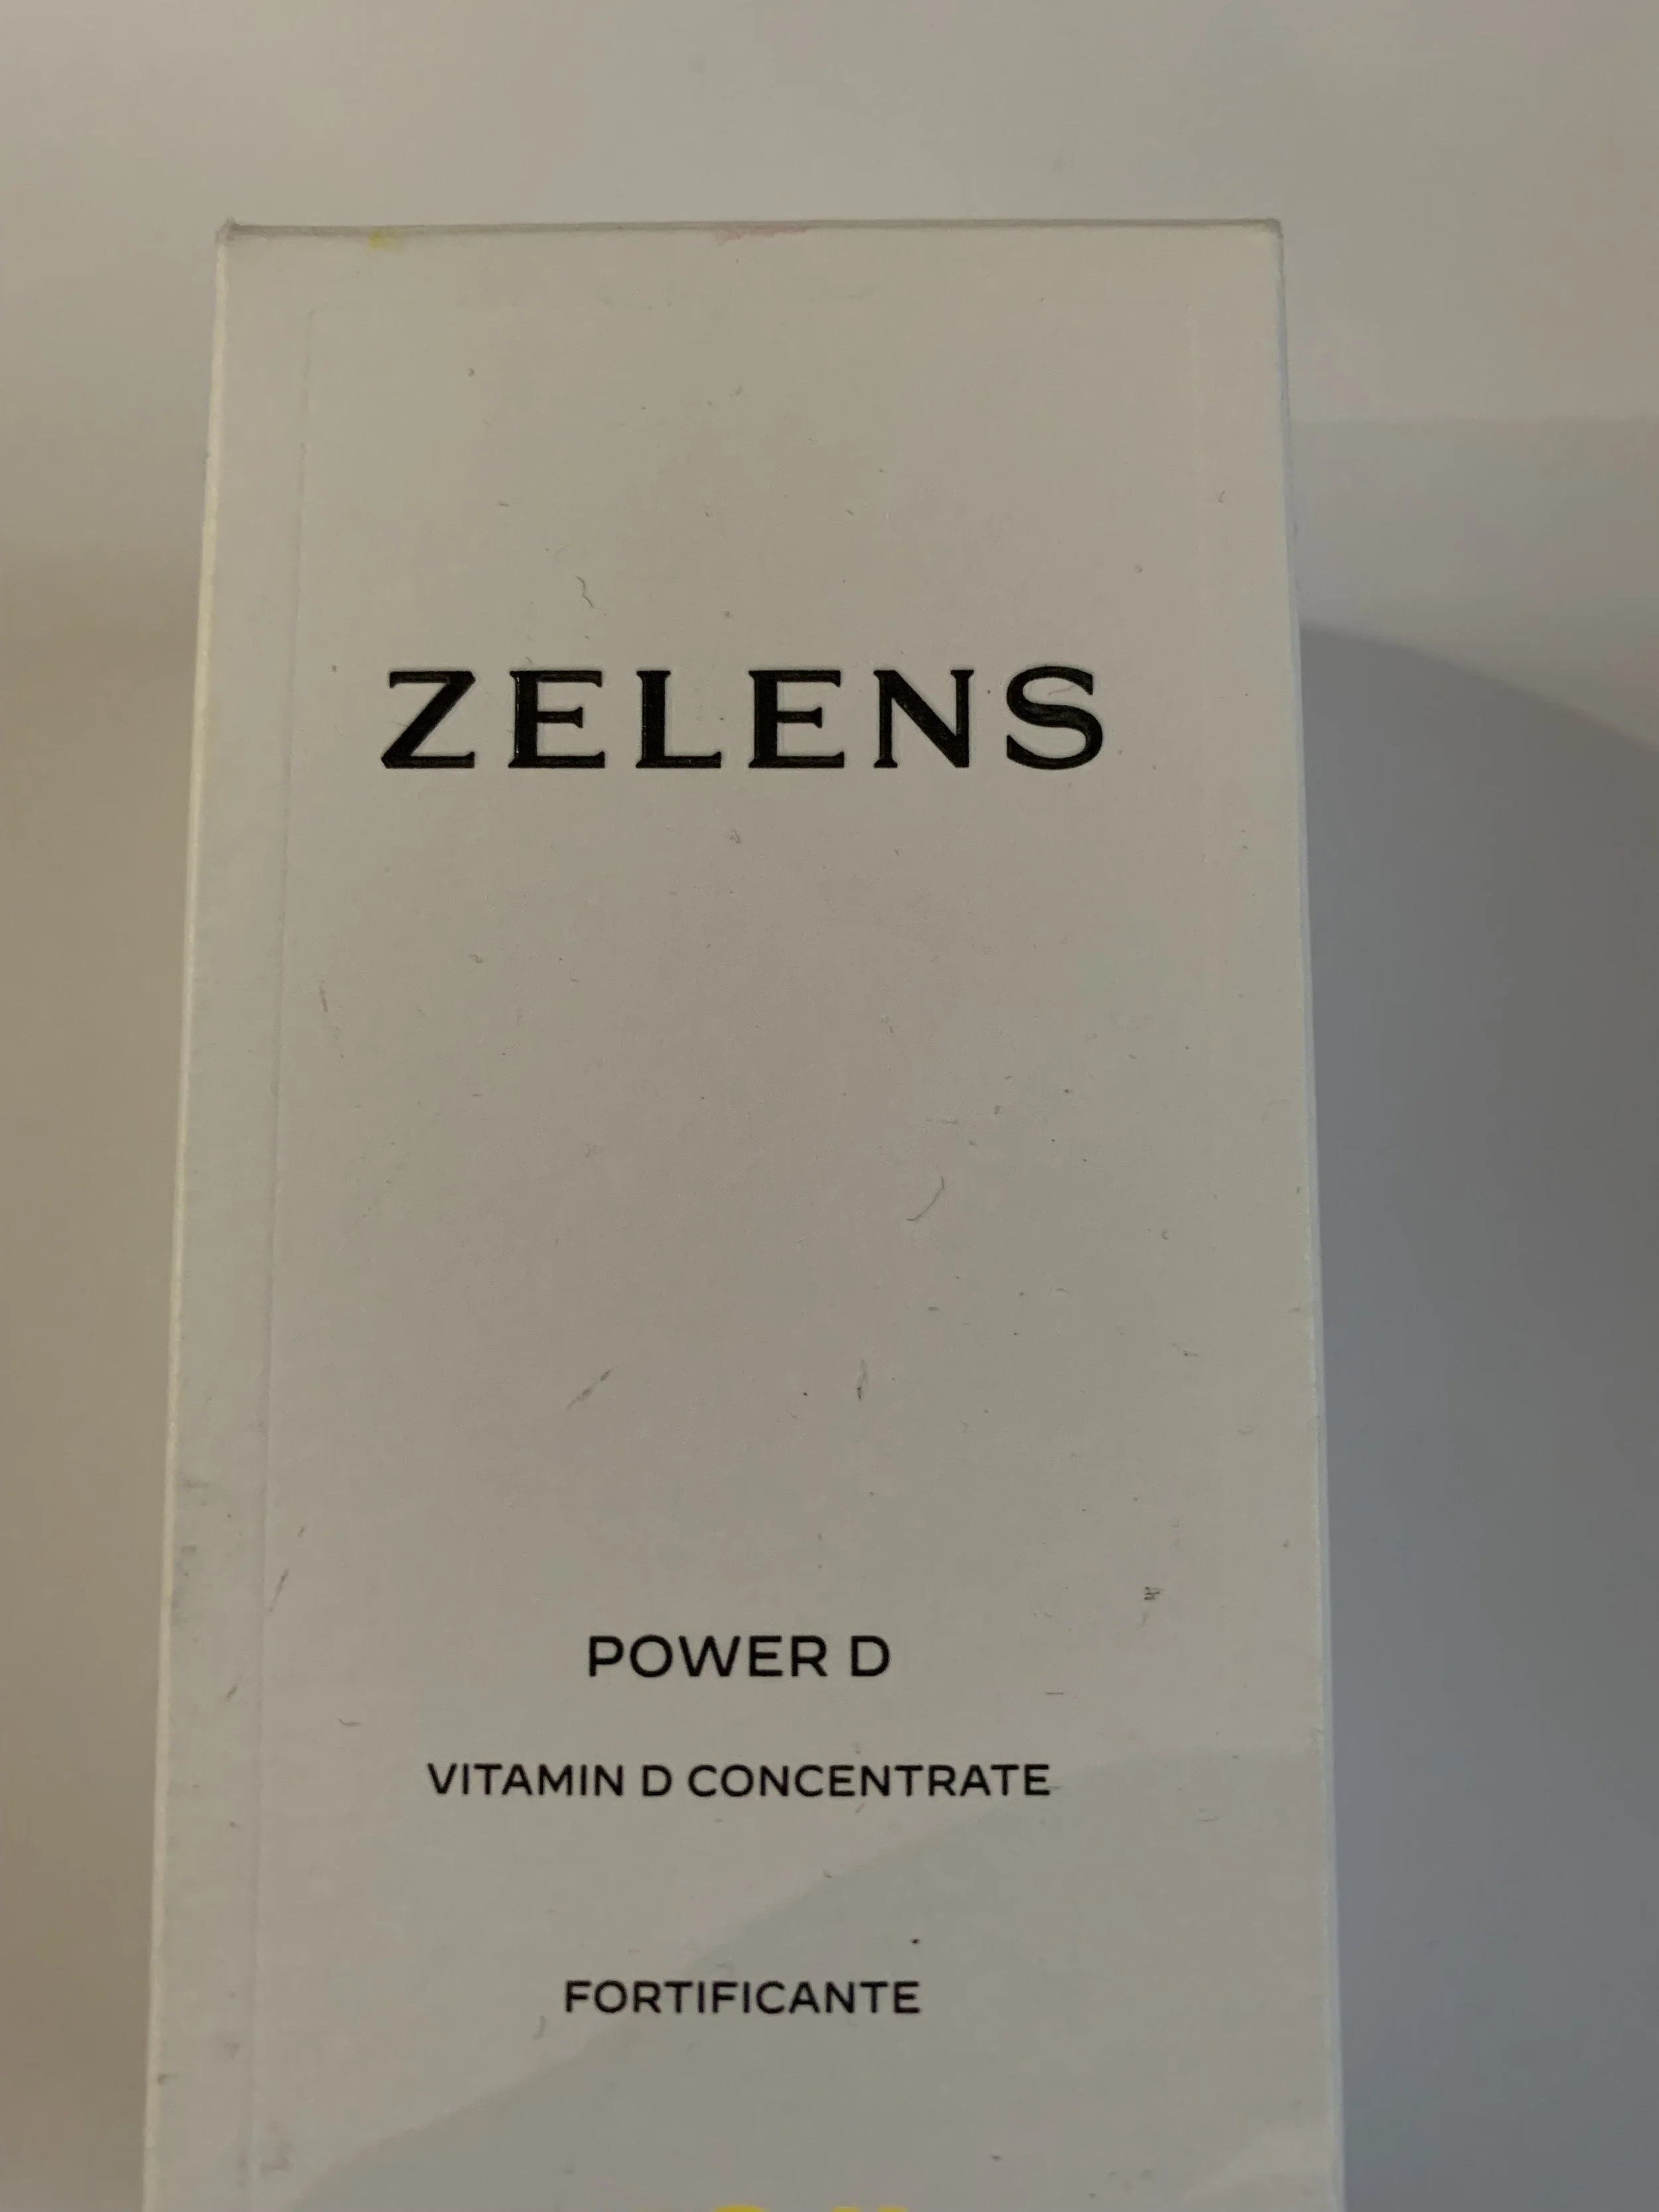 ZELENS
POWER D
VITAMIN D CONCENTRATE
FORTIFICANTE